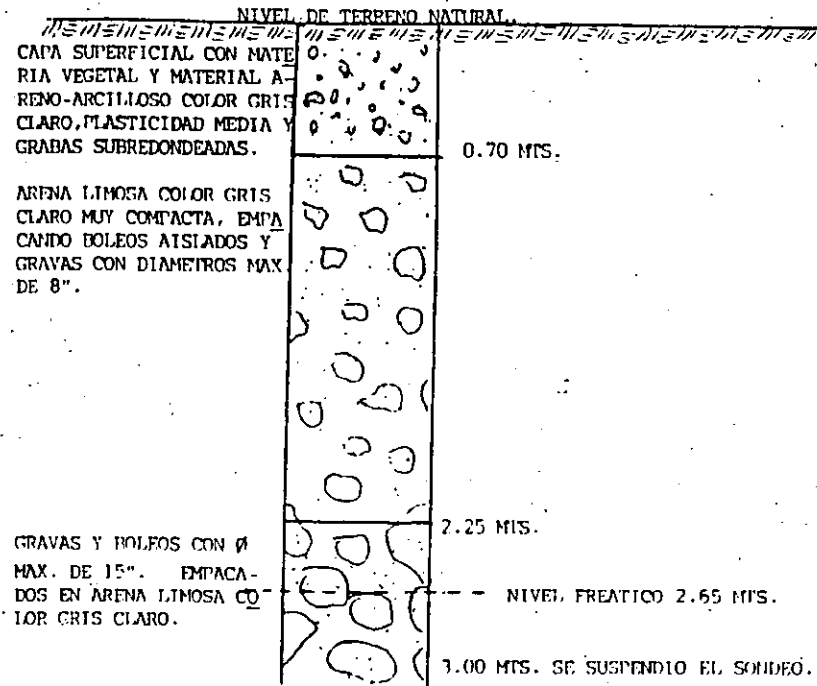 NIVEL DE TERRENO NATURAL.
CAPA SUPERFICIAL CON MATE
RIA VEGETAL Y MATERIAL A-
RENO-ARCILLOSO COLOR GRIS
CLARO, PLASTICIDAD MEDIA Y
GRABAS SUBREDONDEADAS.
0.70 MTS.
ARENA LIMOSA COLOR GRIS
CLARO MUY COMPACTA, EMPA
CANDO BOLEOS AISLADOS Y
GRAVAS CON DIAMETROS MAX
DE 8".
2.25 MTS.
GRAVAS Y BOLEOS CON Ø
MAX. DE 15". EMPACA-
DOS EN ARENA LIMOSA CO
LOR GRIS CLARO.
NIVEL FREATICO 2.65 MTS.
3.00 MTS. SE SUSPENDIO EL SONDEO.